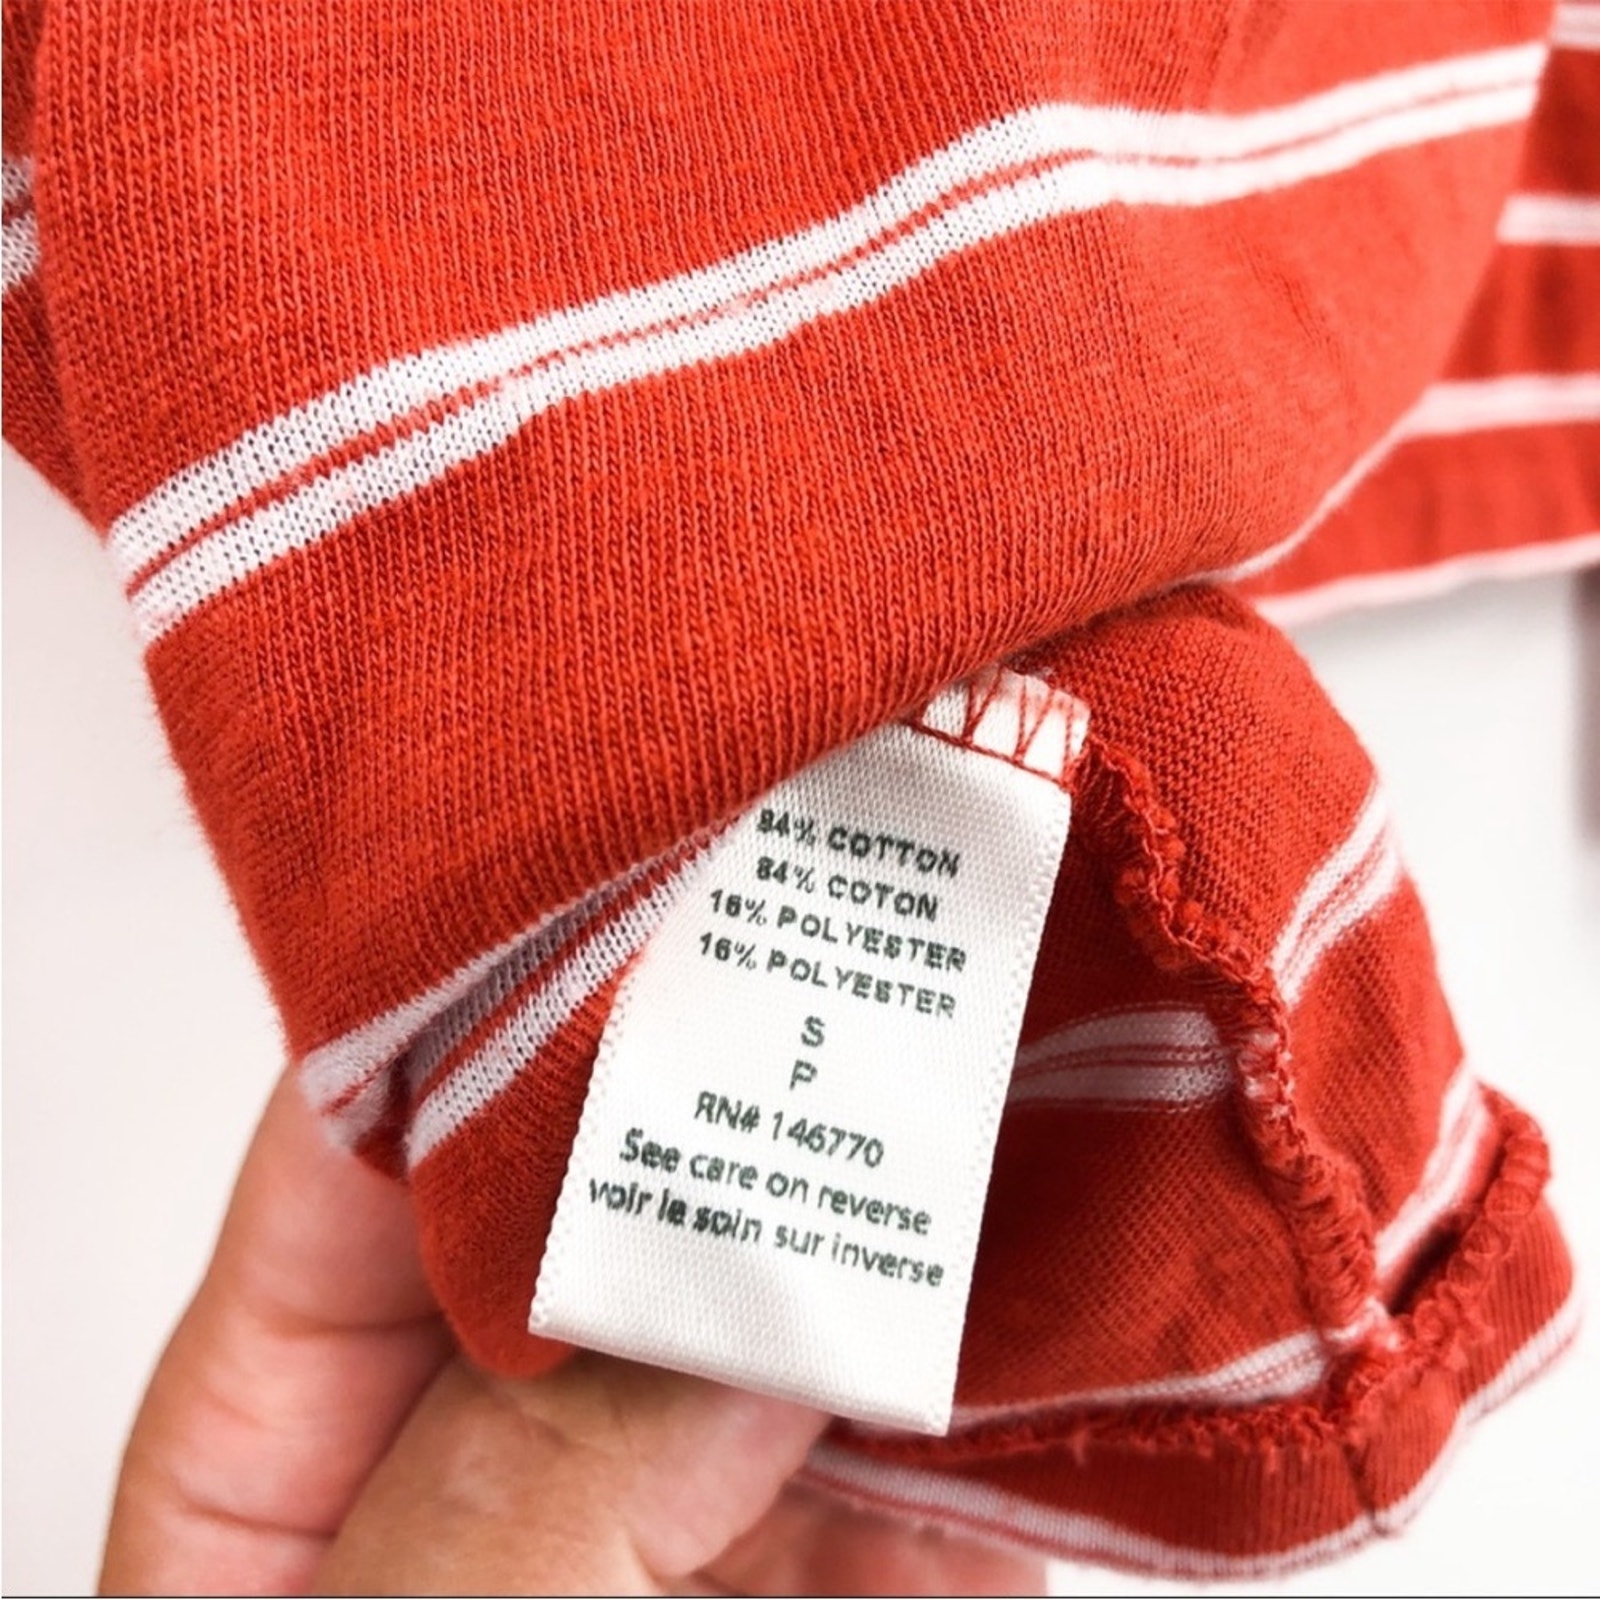 84% COTTON
84% COTON
16% POLYESTER
16% POLYESTER
S
P
RN# 146770
See care on reverse
voir le soin sur inverse